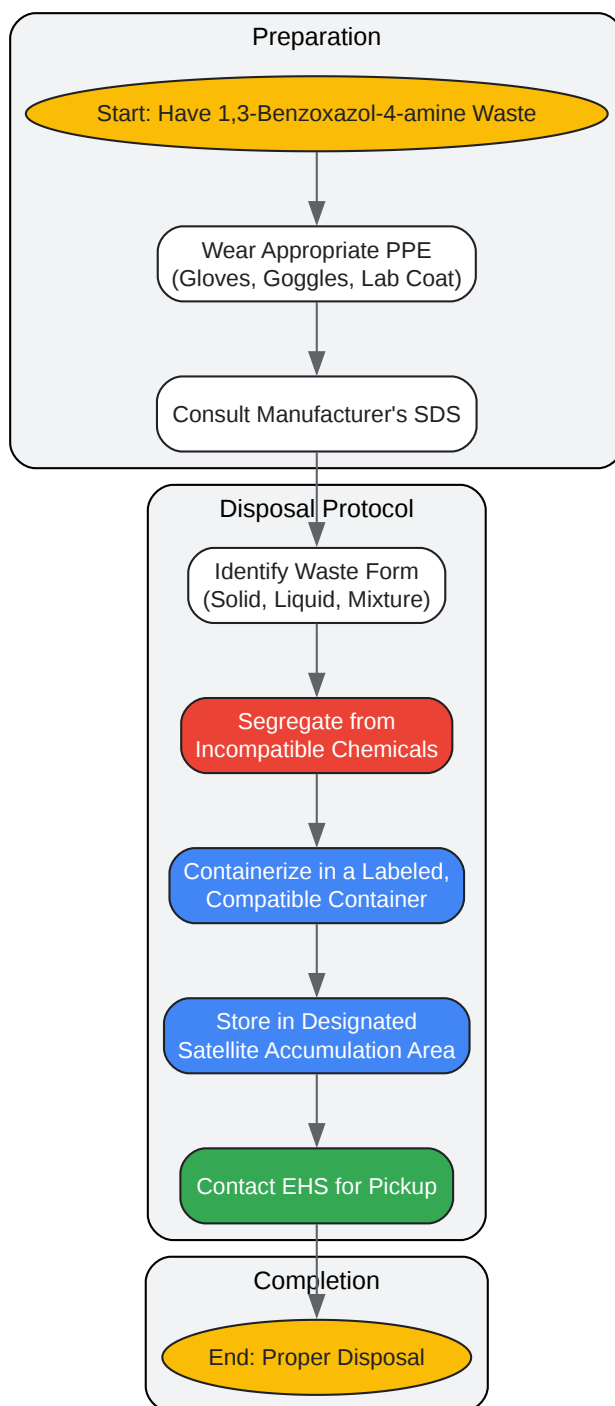 Preparation
Start: Have 1,3-Benzoxazol-4-amine Waste
Wear Appropriate PPE
(Gloves, Goggles, Lab Coat)
Consult Manufacturer's SDS
Disposal Protocol
Identify Waste Form
(Solid, Liquid, Mixture)
Segregate from
Incompatible Chemicals
Containerize in a Labeled,
Compatible Container
Store in Designated
Satellite Accumulation Area
Contact EHS for Pickup
Completion
End: Proper Disposal